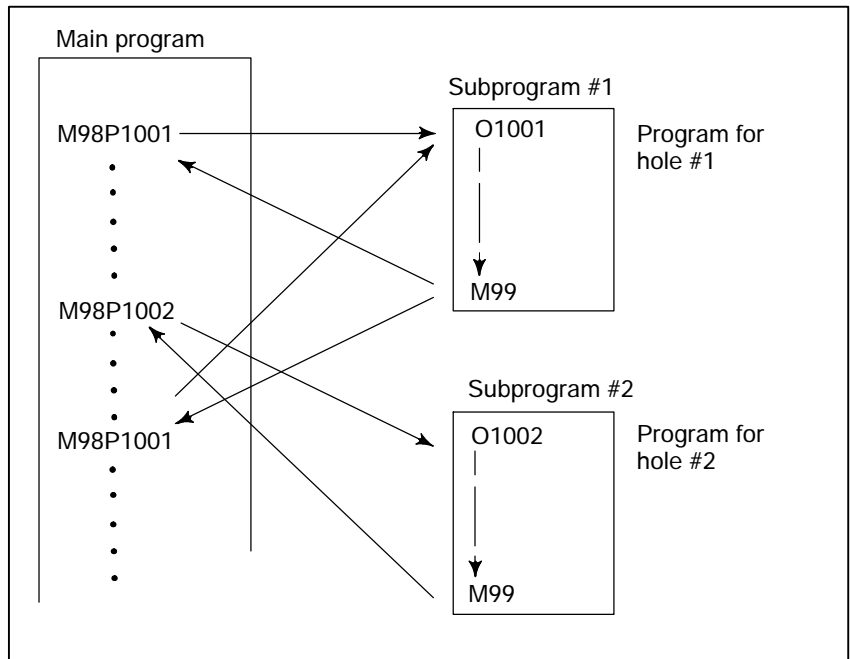 Main program
M98P1001
M98P1002
M98P1001
Subprogram #1
O1001
M99
Program for
hole #1
Subprogram #2
O1002
M99
Program for
hole #2